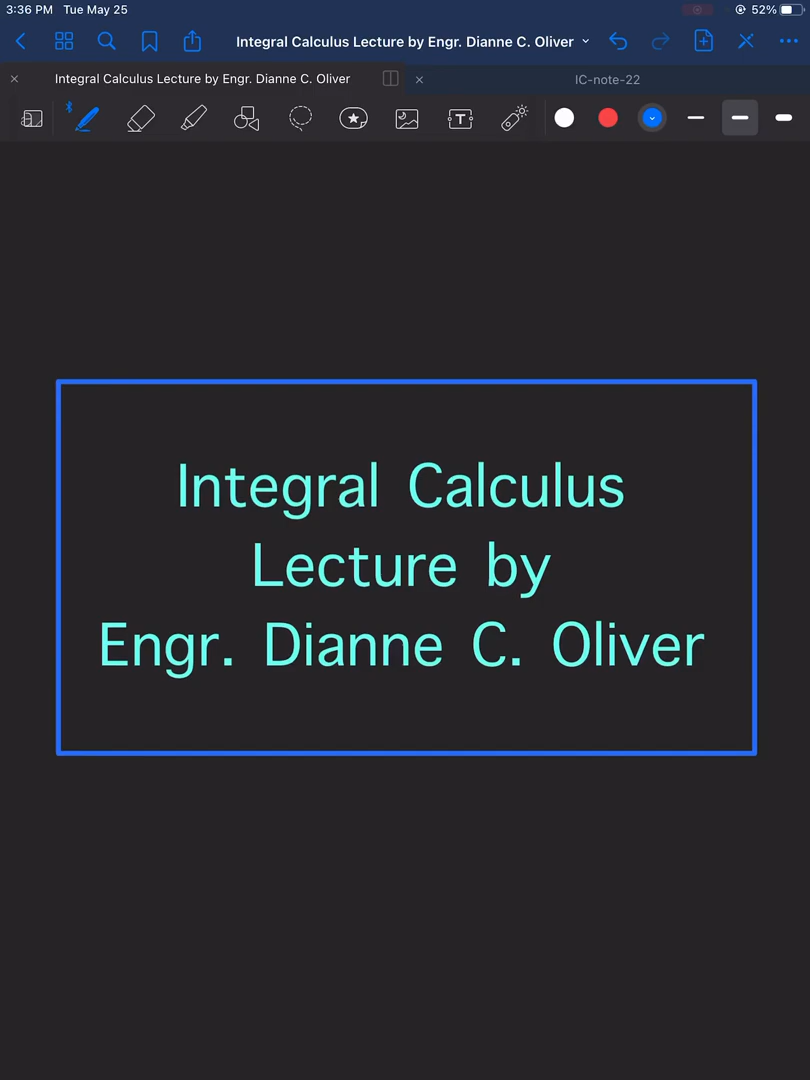 3:36 PM Tue May 25
52%
Integral Calculus Lecture by Engr. Dianne C. Oliver
Integral Calculus Lecture by Engr. Dianne C. Oliver
IC-note-22
T
Integral Calculus
Lecture by
Engr. Dianne C. Oliver